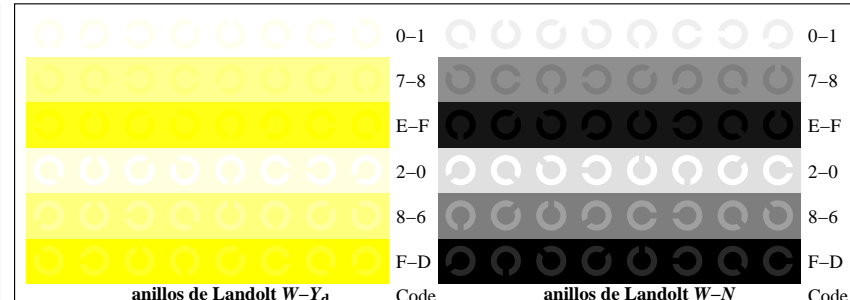 0–1 0–1
7–8 7–8
E–F E–F
2–0 2–0
8–6 8–6
F–D F–D
anillos de Landolt W–Yd Code anillos de Landolt W–N Code